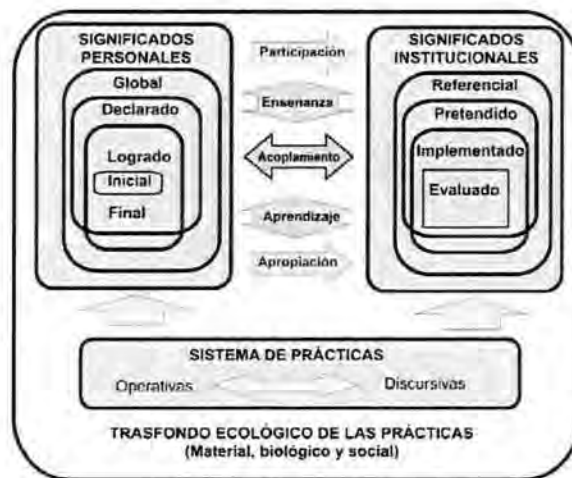 SIGNIFICADOS
PERSONALES
Global
Declarado
Logrado
Inicial
Final
Participación
Enseñanza
Acoplamiento
Aprendizaje
Apropiación
SIGNIFICADOS
INSTITUCIONALES
Referencial
Pretendido
Implementado
Evaluado
SISTEMA DE PRÁCTICAS
Operativas
Discursivas
TRASFONDO ECOLÓGICO DE LAS PRÁCTICAS
(Material, biológico y social)